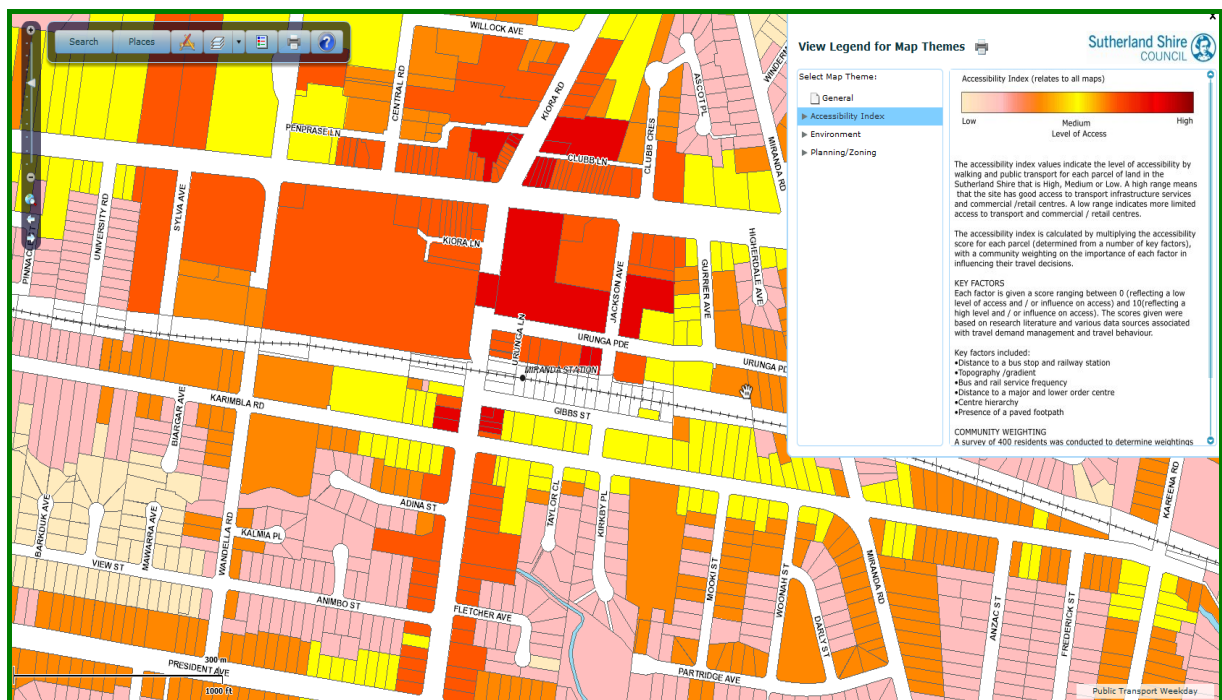 Search
Places
View Legend for Map Themes
Sutherland Shire
COUNCIL
x
Select Map Theme:
General
Accessibility Index
Environment
Planning/Zoning
Accessibility Index (relates to all maps)
Low
Medium
High
Level of Access
The accessibility index values indicate the level of accessibility by
walking and public transport for each parcel of land in the
Sutherland Shire that is High, Medium or Low. A high range means
that the site has good access to transport infrastructure services
and commercial /retail centres. A low range indicates more limited
access to transport and commercial / retail centres.
The accessibility index is calculated by multiplying the accessibility
score for each parcel (determined from a number of key factors),
with a community weighting on the importance of each factor in
influencing their travel decisions.
KEY FACTORS
Each factor is given a score ranging between 0 (reflecting a low
level of access and / or influence on access) and 10(reflecting a
high level and / or influence on access). The scores given were
based on research literature and various data sources associated
with travel demand management and travel behaviour.
Key factors included:
•Distance to a bus stop and railway station
•Topography /gradient
•Bus and rail service frequency
•Distance to a major and lower order centre
•Centre hierarchy
•Presence of a paved footpath
COMMUNITY WEIGHTING
A survey of 400 residents was conducted to determine weightings
WILLOCK AVE
CENTRAL RD
KIORA RD
ASCOT PL
MIRANDA RD
PENPRASE LN
CLUBB LN
CLUBB CRES
UNIVERSITY RD
SYLVA AVE
KIORA LN
JACKSON AVE
GURRIER AVE
HIGHERDALE AVE
URUNGA LN
URUNGA PDE
MIRANDA STATION
GIBBS ST
KARIMBLA RD
BIARGAR AVE
ADINA ST
TAYLOR CL
KIRKBY PL
KAREENA RD
BARKDUK AVE
MAWARRA AVE
WANDELLA RD
KALMIA PL
VIEW ST
ANIMBO ST
FLETCHER AVE
MOOKI ST
WOONAH ST
DARLY ST
MIRANDA RD
ANZAC ST
FREDERICK ST
PRESIDENT AVE
PARTRIDGE AVE
300 m
1000 ft
Public Transport Weekday